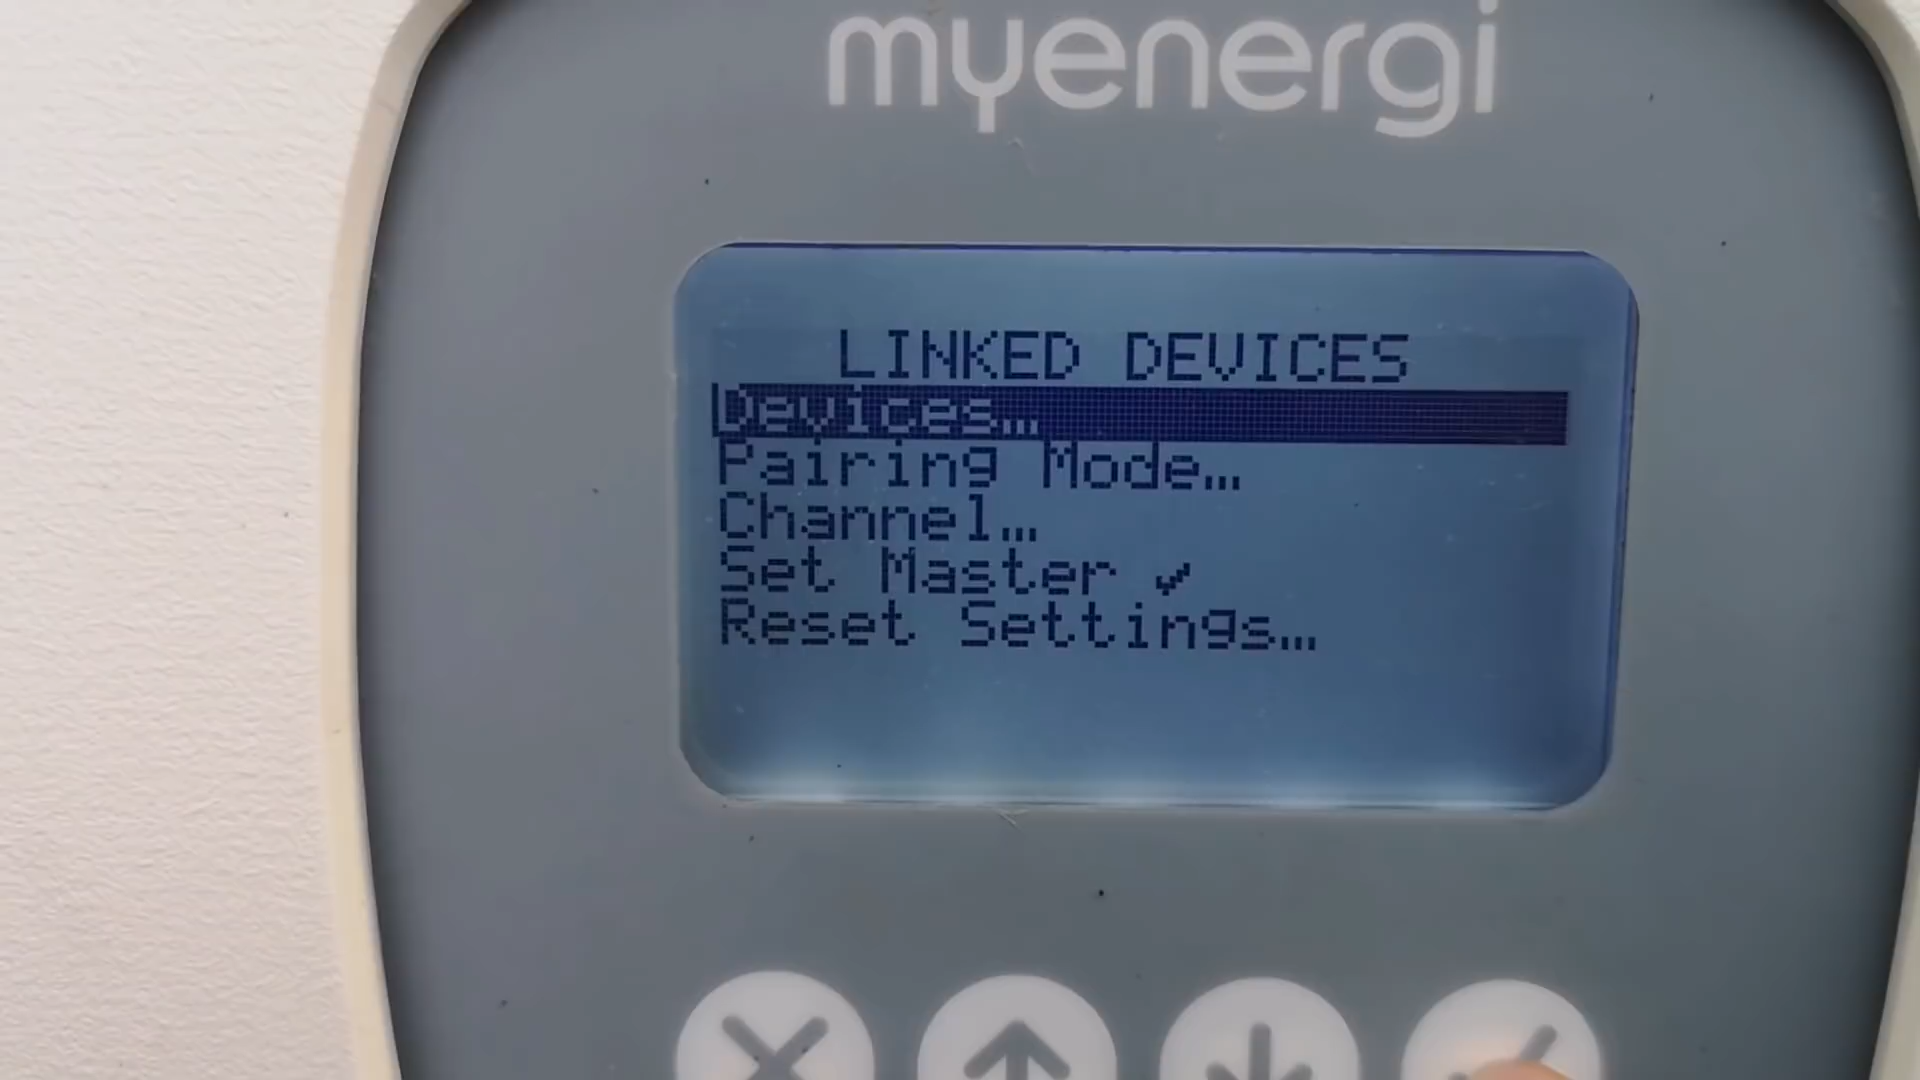 myenergi
LINKED DEVICES
Devices...
Pairing Mode...
Channel...
Set Master ✓
Reset Settings...